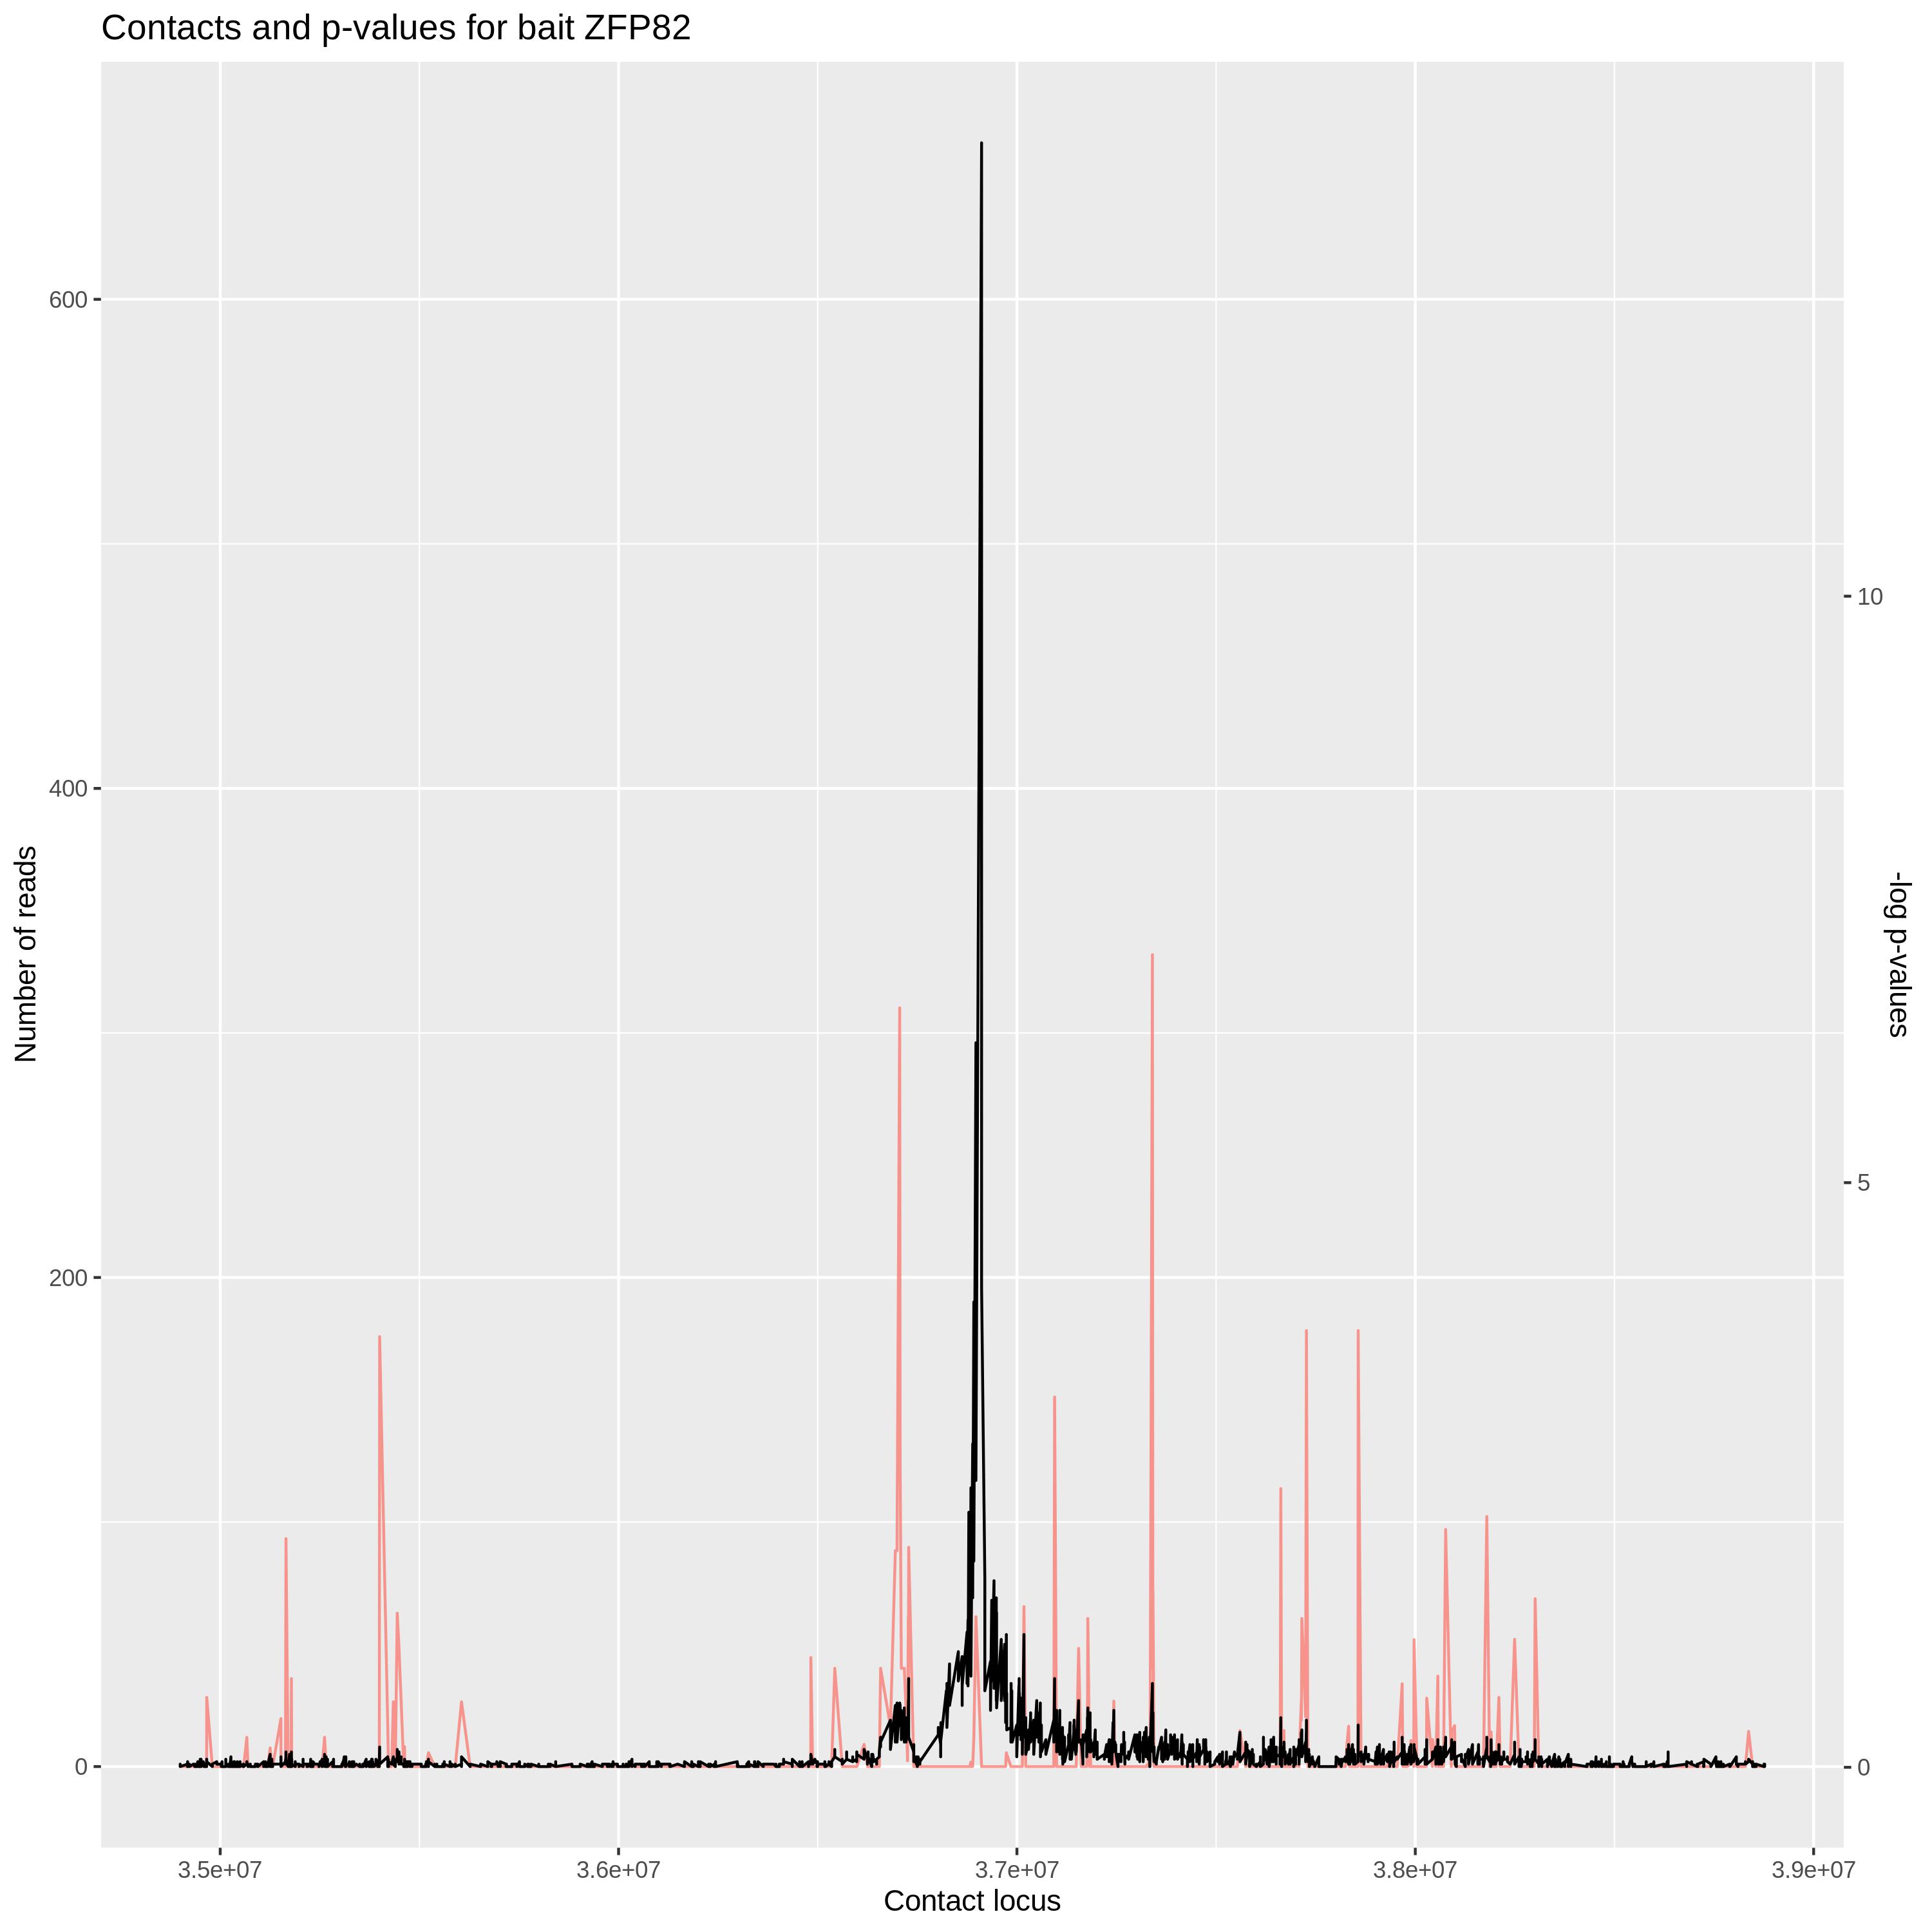 Contacts and p-values for bait ZFP82
600
400
200
0
Number of reads
10
5
0
-log p-values
3.5e+07
3.6e+07
3.7e+07
3.8e+07
3.9e+07
Contact locus